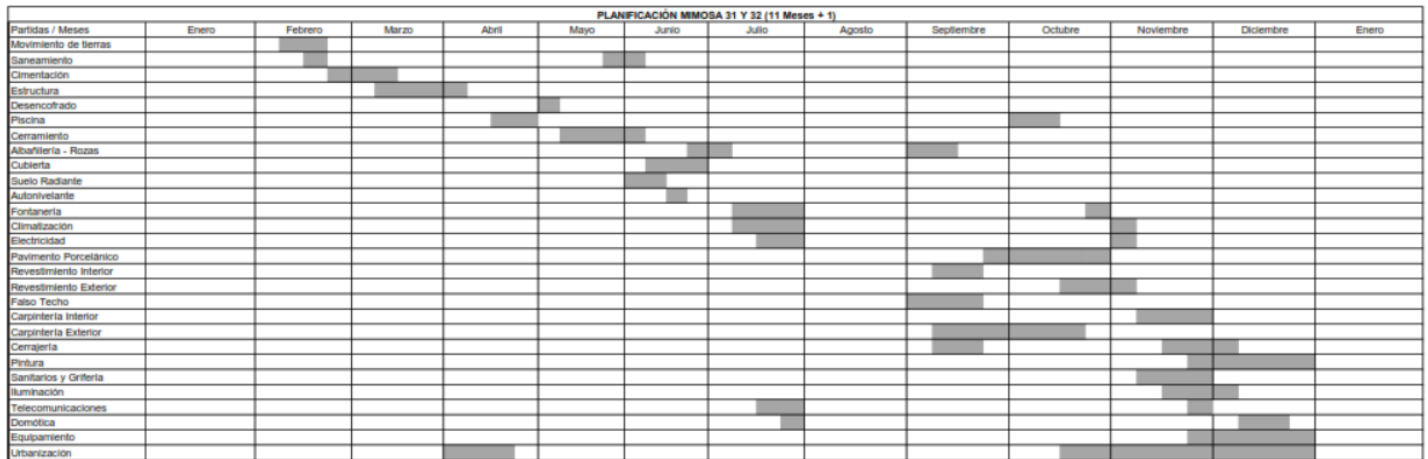 PLANIFICACIÓN MIMOSA 31 Y 32 (11 Meses + 1)
Partidas / Meses Enero Febrero Marzo Abril Mayo Junio Julio Agosto Septiembre Octubre Noviembre Diciembre Enero
Movimiento de tierras
Saneamiento
Cimentación
Estructura
Desencofrado
Piscina
Cerramiento
Albañilería - Rozas
Cubierta
Suelo Radiante
Autonivelante
Fontanería
Climatización
Electricidad
Pavimento Porcelánico
Revestimiento Interior
Revestimiento Exterior
Falso Techo
Carpintería Interior
Carpintería Exterior
Cerrajería
Pintura
Sanitarios y Grifería
Iluminación
Telecomunicaciones
Domótica
Equipamiento
Urbanización